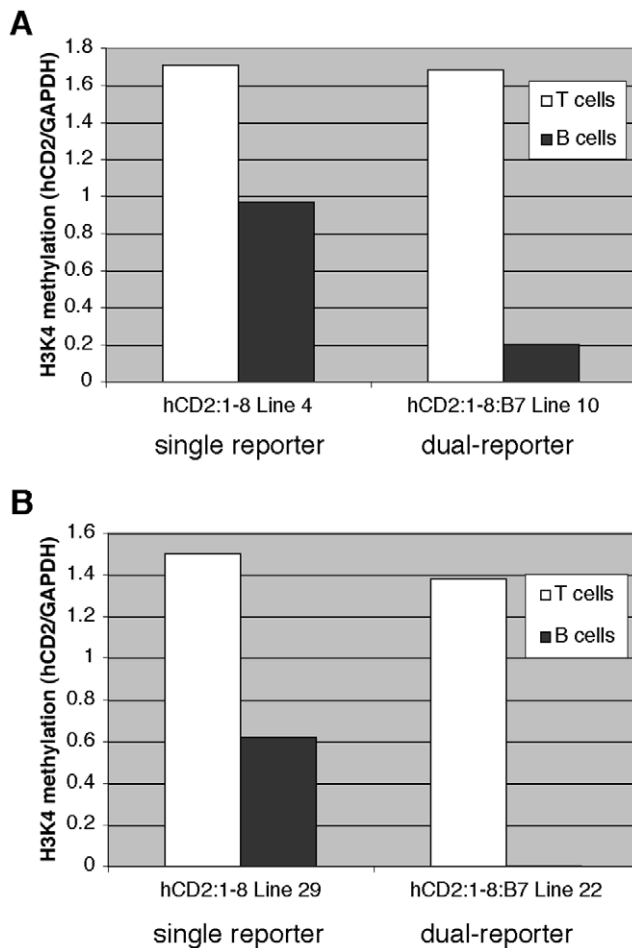 A
H3K4 methylation (hCD2/GAPDH)
1.8
1.6
1.4
1.2
1
0.8
0.6
0.4
0.2
0
T cells
B cells
hCD2:1-8 Line 4
hCD2:1-8:B7 Line 10
single reporter
dual-reporter
B
H3K4 methylation (hCD2/GAPDH)
1.6
1.4
1.2
1
0.8
0.6
0.4
0.2
0
T cells
B cells
hCD2:1-8 Line 29
hCD2:1-8:B7 Line 22
single reporter
dual-reporter